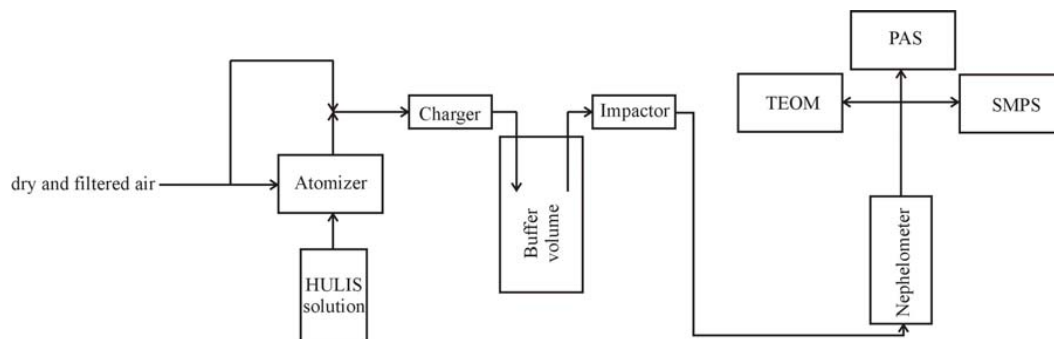 PAS
TEOM
SMPS
Charger
Impactor
dry and filtered air
Atomizer
Buffer
volume
Nephelometer
HULIS
solution